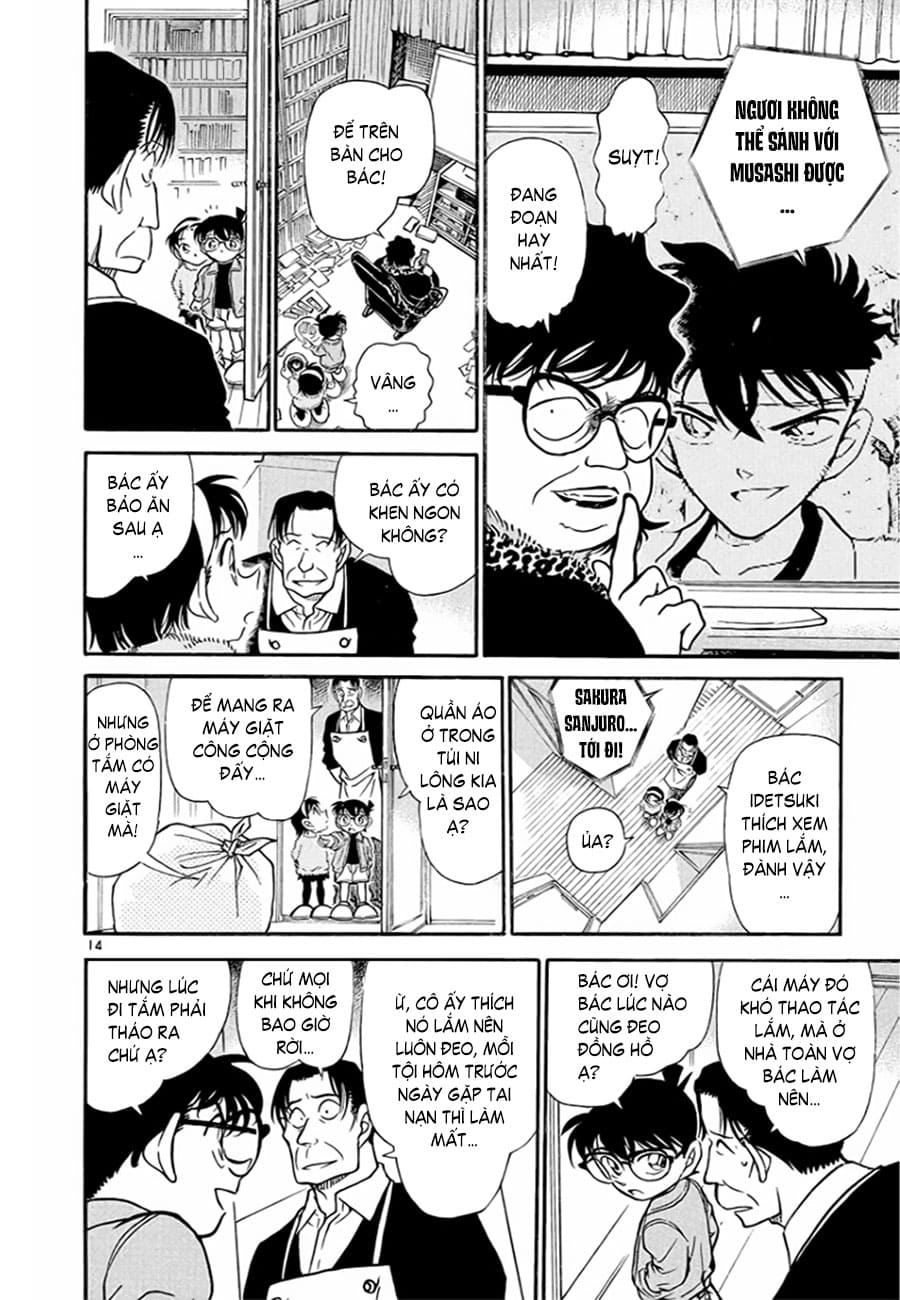 NGƯƠI KHÔNG
THỂ SÁNH VỚI
MUSASHI ĐƯỢC
...
SUỴT!
ĐANG
ĐOẠN
HAY
NHẤT!
ĐỂ TRÊN
BÀN CHO
BÁC!
VÂNG
...
BÁC ẤY CÓ
KHEN NGON
KHÔNG?
BÁC ẤY
BẢO ĂN
SAU Ạ
...
BÁC
IDETSUKI
THÍCH XEM
PHIM LẮM,
ĐÀNH VẬY
...
SAKURA
SANJURO...
TỚI ĐI!
ỦA?
QUẦN ÁO
Ở TRONG
TÚI NI
LÔNG KIA
LÀ SAO
Ạ?
ĐỂ MANG RA
MÁY GIẶT
CÔNG CỘNG
ĐẤY...
NHƯNG
Ở PHÒNG
TẮM CÓ
MÁY
GIẶT
MÀ!
14
CÁI MÁY ĐÓ
KHÓ THAO TÁC
LẮM, MÀ Ở
NHÀ TOÀN VỢ
BÁC LÀM
NÊN...
BÁC ƠI! VỢ
BÁC LÚC NÀO
CŨNG ĐEO
ĐỒNG HỒ
Ạ?
Ừ, CÔ ẤY THÍCH
NÓ LẮM NÊN
LUÔN ĐEO, MỖI
TỘI HÔM TRƯỚC
NGÀY GẶP TAI
NẠN THÌ LÀM
MẤT...
CHỨ MỌI
KHI KHÔNG
BAO GIỜ
RỜI...
NHƯNG LÚC
ĐI TẮM PHẢI
THÁO RA
CHỨ Ạ?